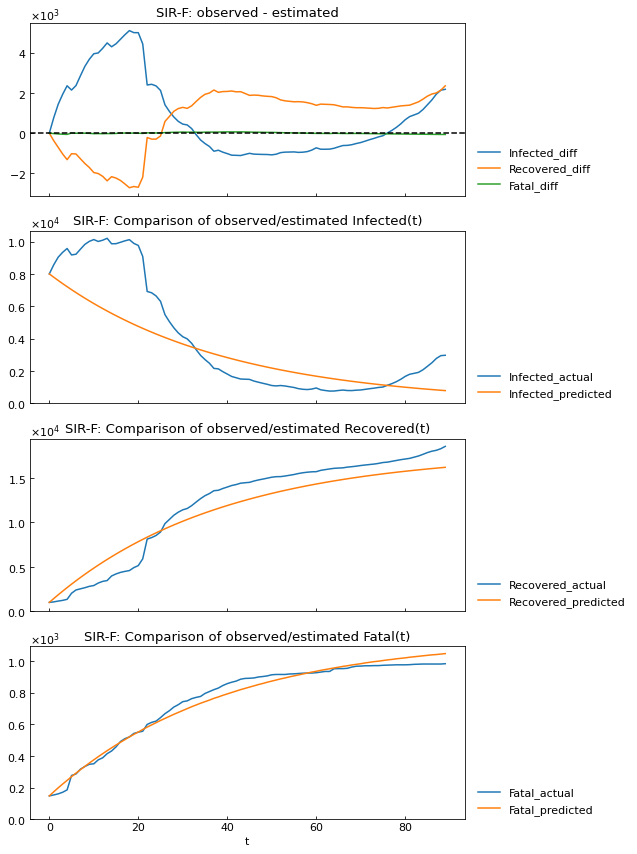 SIR-F: observed - estimated
×10³
4
2
0
−2
Infected_diff
Recovered_diff
Fatal_diff
SIR-F: Comparison of observed/estimated Infected(t)
×10⁴
1.0
0.8
0.6
0.4
0.2
0.0
Infected_actual
Infected_predicted
SIR-F: Comparison of observed/estimated Recovered(t)
×10⁴
1.5
1.0
0.5
0.0
Recovered_actual
Recovered_predicted
SIR-F: Comparison of observed/estimated Fatal(t)
×10³
1.0
0.8
0.6
0.4
0.2
0.0
Fatal_actual
Fatal_predicted
0 20 40 60 80
t